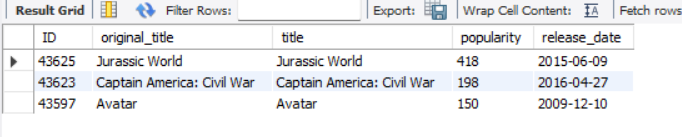 Result Grid Filter Rows: Export: Wrap Cell Content: IA Fetch rows
ID original_title title popularity release_date
43625 Jurassic World Jurassic World 418 2015-06-09
43623 Captain America: Civil War Captain America: Civil War 198 2016-04-27
43597 Avatar Avatar 150 2009-12-10